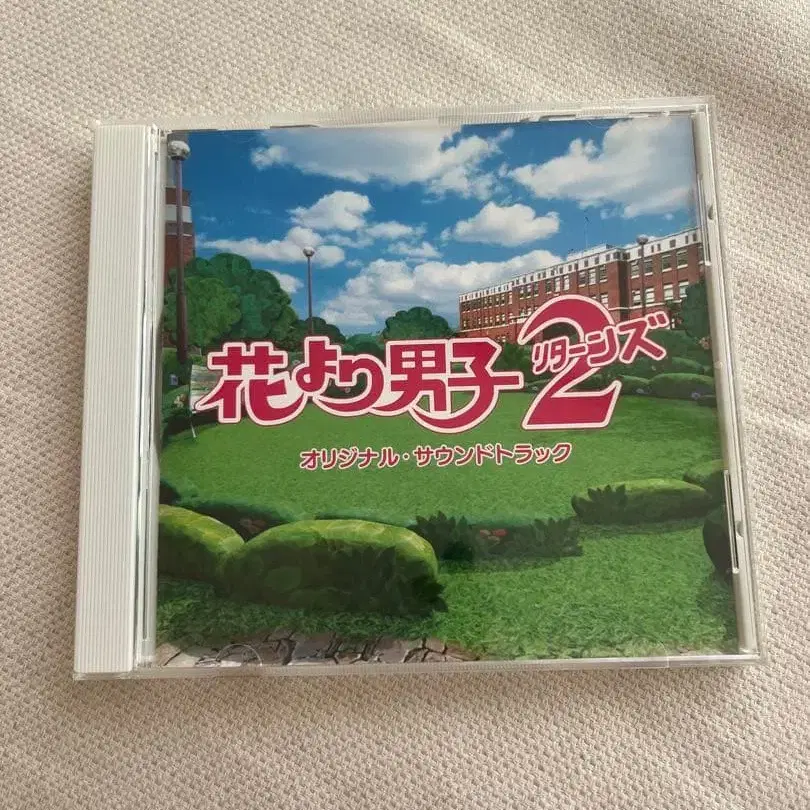 花より男子2 リターンズ
オリジナル・サウンドトラック